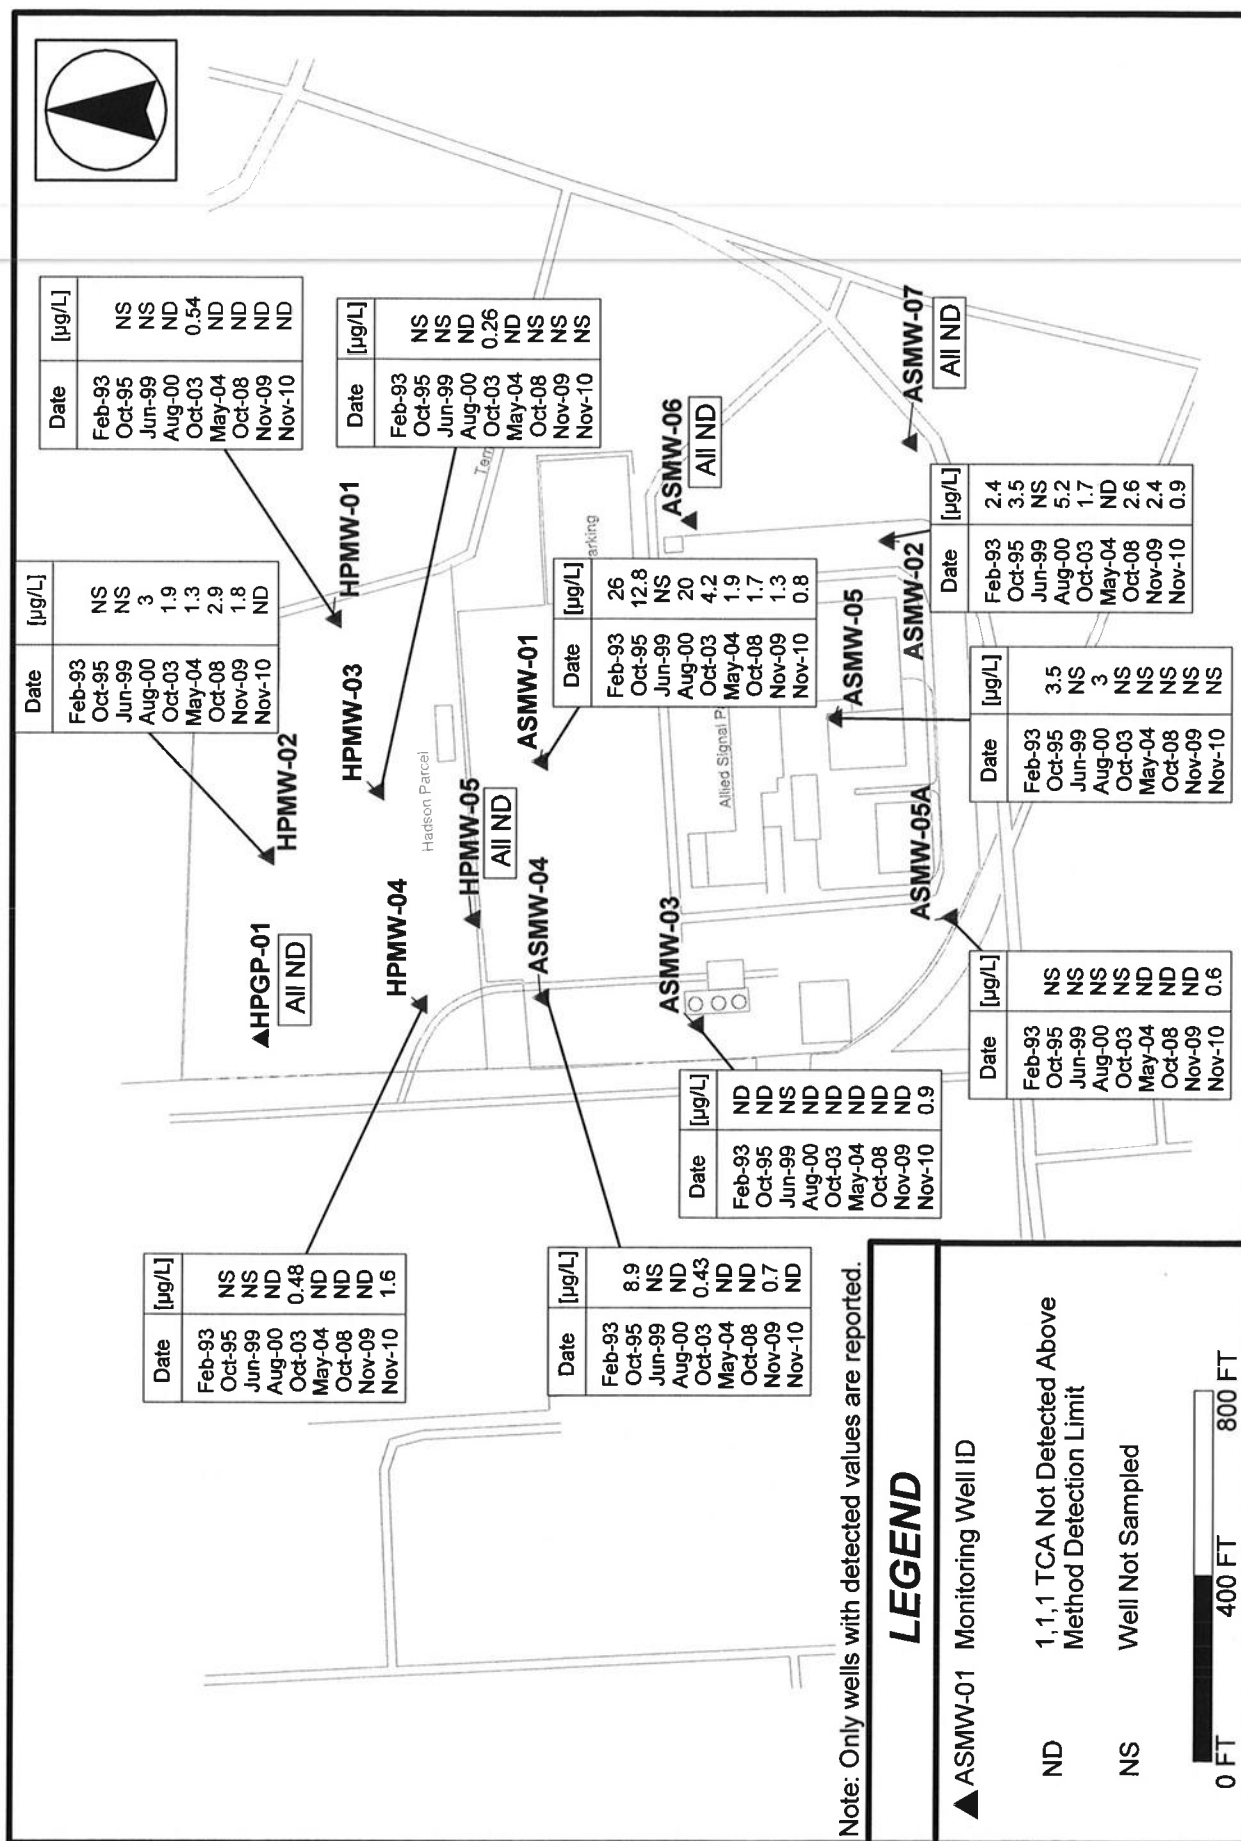 Date [µg/L]
Feb-93
Oct-95 NS
Jun-99 NS
Aug-00 3
Oct-03 1.9
May-04 1.3
Oct-08 2.9
Nov-09 1.8
Nov-10 ND
HPMW-02
Date [µg/L]
Feb-93
Oct-95 NS
Jun-99 NS
Aug-00 ND
Oct-03 0.54
May-04 ND
Oct-08 ND
Nov-09 ND
Nov-10 ND
HPMW-01
Date [µg/L]
Feb-93
Oct-95 NS
Jun-99 NS
Aug-00 ND
Oct-03 0.26
May-04 ND
Oct-08 NS
Nov-09 NS
Nov-10 NS
HPMW-03
HPGP-01
All ND
Date [µg/L]
Feb-93
Oct-95 NS
Jun-99 NS
Aug-00 ND
Oct-03 0.48
May-04 ND
Oct-08 ND
Nov-09 ND
Nov-10 1.6
HPMW-04
Hadson Parcel
HPMW-05
All ND
Date [µg/L]
Feb-93
Oct-95 8.9
Jun-99 NS
Aug-00 ND
Oct-03 0.43
May-04 ND
Oct-08 ND
Nov-09 0.7
Nov-10 ND
ASMW-04
ASMW-01
Date [µg/L]
Feb-93 26
Oct-95 12.8
Jun-99 NS
Aug-00 20
Oct-03 4.2
May-04 1.9
Oct-08 1.7
Nov-09 1.3
Nov-10 0.8
arking
Tem
Date [µg/L]
Feb-93 ND
Oct-95 ND
Jun-99 NS
Aug-00 ND
Oct-03 ND
May-04 ND
Oct-08 ND
Nov-09 ND
Nov-10 0.9
ASMW-03
Allied Signal P
ASMW-06
All ND
ASMW-05
ASMW-02
ASMW-07
All ND
ASMW-05A
Date [µg/L]
Feb-93
Oct-95 NS
Jun-99 NS
Aug-00 NS
Oct-03 NS
May-04 ND
Oct-08 ND
Nov-09 ND
Nov-10 0.6
Date [µg/L]
Feb-93
Oct-95 3.5
Jun-99 NS
Aug-00 3
Oct-03 NS
May-04 NS
Oct-08 NS
Nov-09 NS
Nov-10 NS
Date [µg/L]
Feb-93 2.4
Oct-95 3.5
Jun-99 NS
Aug-00 5.2
Oct-03 1.7
May-04 ND
Oct-08 2.6
Nov-09 2.4
Nov-10 0.9
Note: Only wells with detected values are reported.
LEGEND
ASMW-01 Monitoring Well ID
ND 1,1,1 TCA Not Detected Above
Method Detection Limit
NS Well Not Sampled
0 FT 400 FT 800 FT